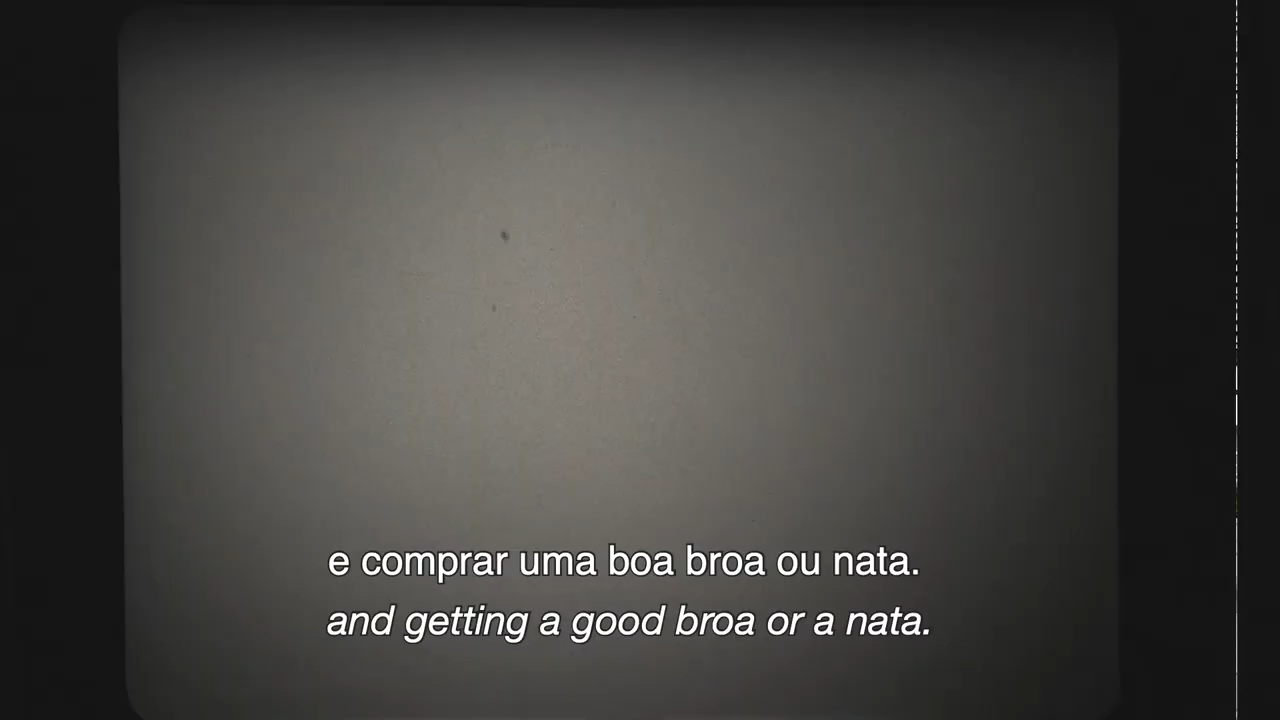 e comprar uma boa broa ou nata.
and getting a good broa or a nata.